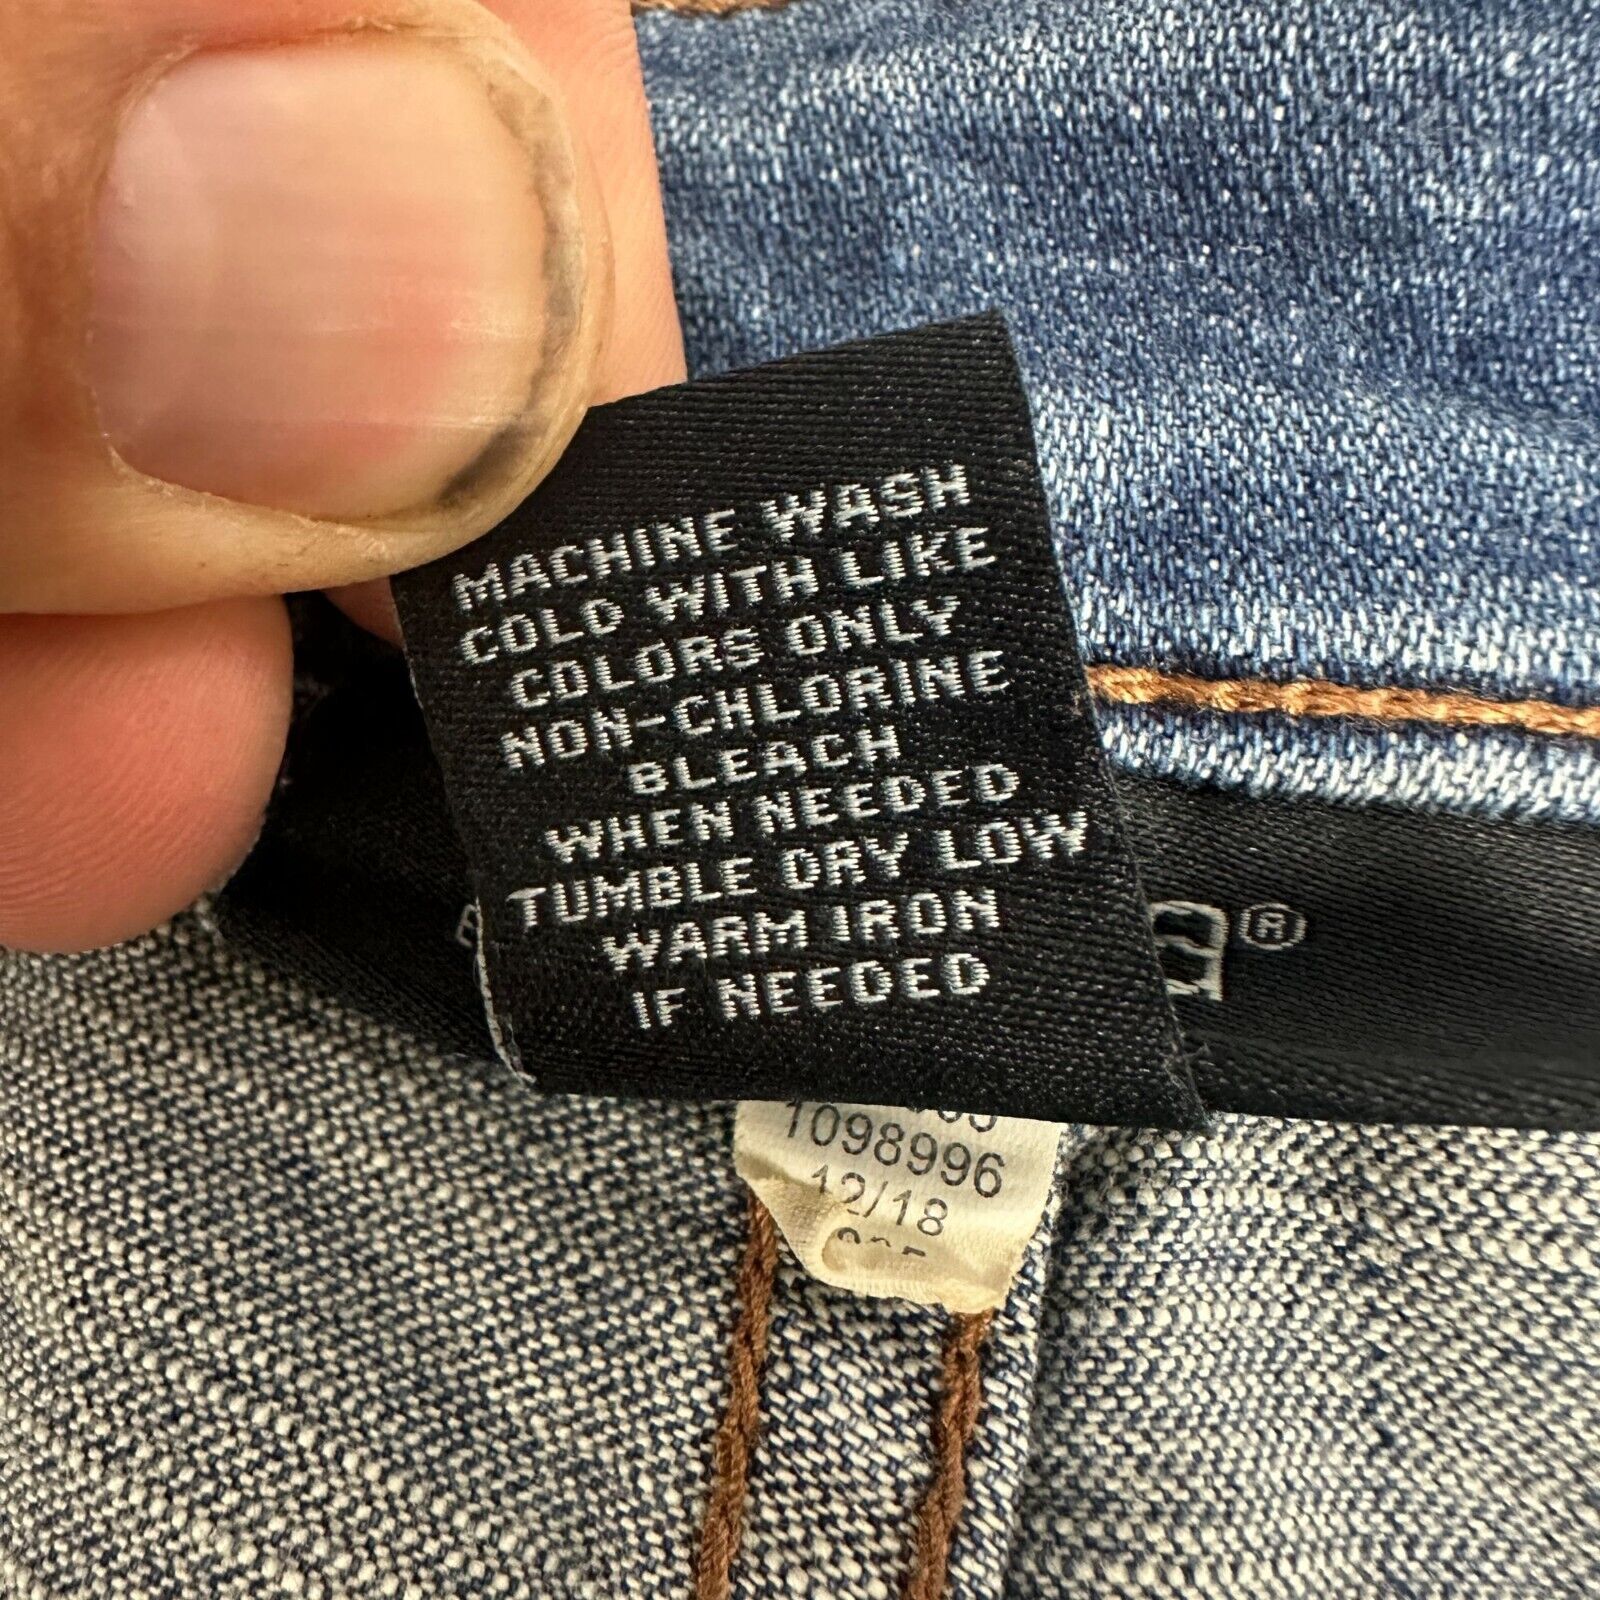 MACHINE WASH
COLD WITH LIKE
COLORS ONLY
NON-CHLORINE
BLEACH
WHEN NEEDED
TUMBLE DRY LOW
WARM IRON
IF NEEDED
®
1098996
12/18